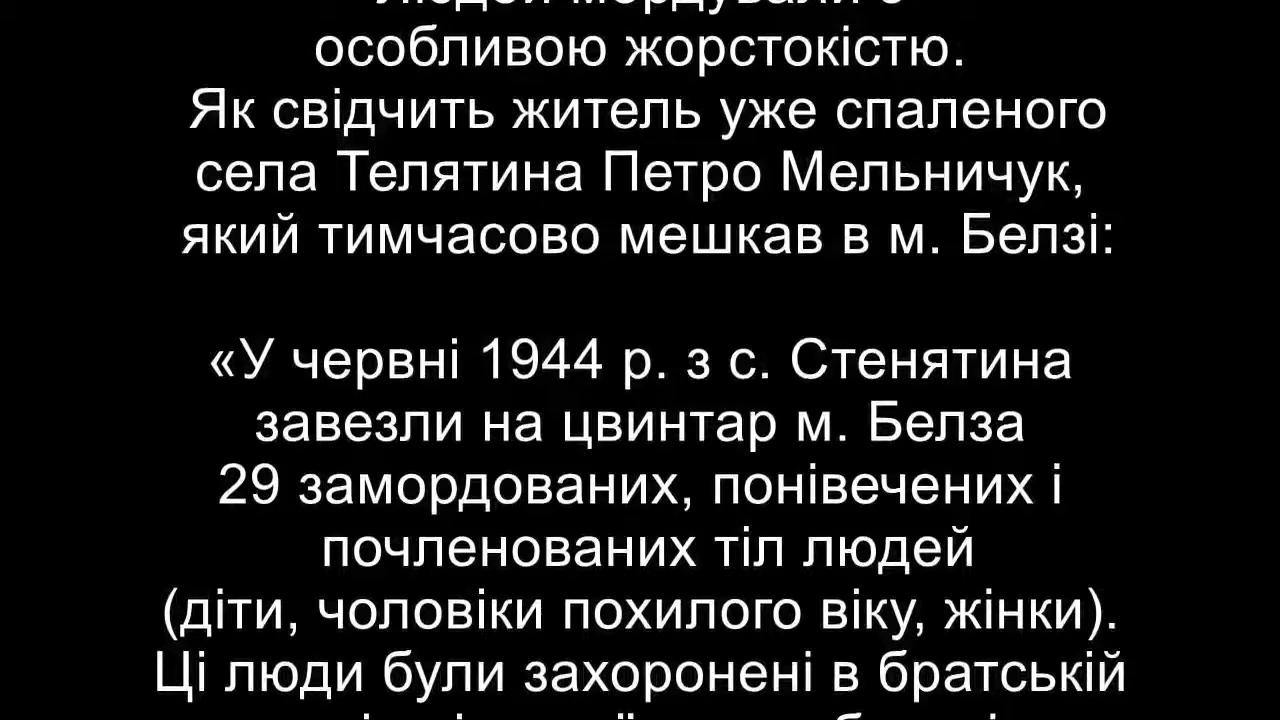 Людей мордували з
особливою жорстокістю.
Як свідчить житель уже спаленого
села Телятина Петро Мельничук,
який тимчасово мешкав в м. Белзі:
«У червні 1944 р. з с. Стенятина
завезли на цвинтар м. Белза
29 замордованих, понівечених і
почленованих тіл людей
(діти, чоловіки похилого віку, жінки).
Ці люди були захоронені в братській